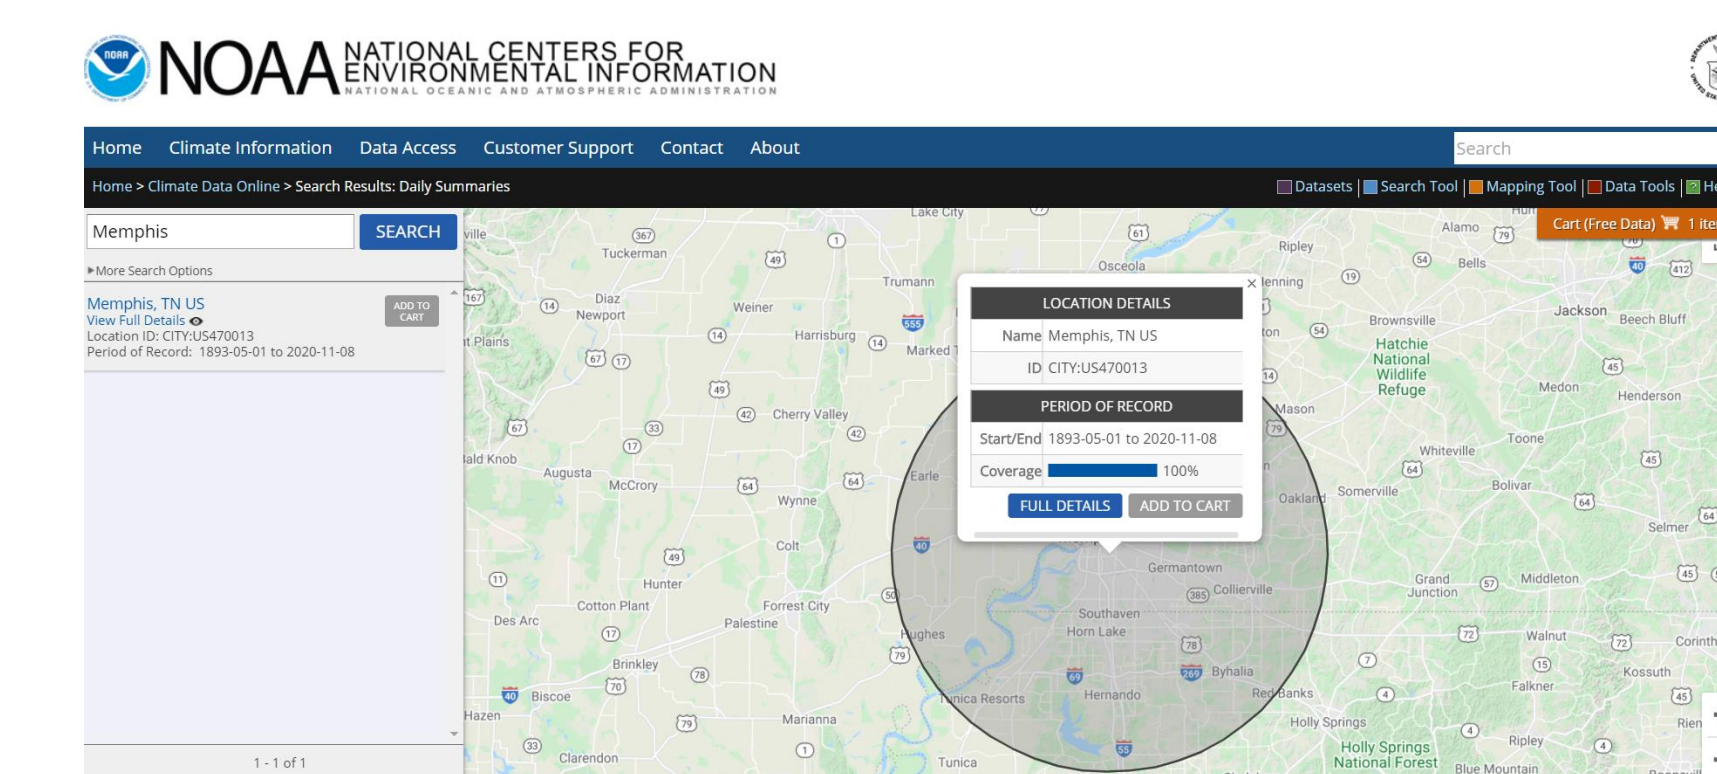 NOAA NATIONAL CENTERS FOR
ENVIRONMENTAL INFORMATION
NATIONAL OCEANIC AND ATMOSPHERIC ADMINISTRATION
Home Climate Information Data Access Customer Support Contact About
Search
Home > Climate Data Online > Search Results: Daily Summaries
Datasets | Search Tool | Mapping Tool | Data Tools |
Memphis
SEARCH
Cart (Free Data) 1
▶More Search Options
Memphis, TN US
ADD TO
CART
View Full Details
Location ID: CITY:US470013
Period of Record: 1893-05-01 to 2020-11-08
1 - 1 of 1
LOCATION DETAILS
Name Memphis, TN US
ID CITY:US470013
PERIOD OF RECORD
Start/End 1893-05-01 to 2020-11-08
Coverage 100%
FULL DETAILS
ADD TO CART
Lake City
Tuckerman
Osceola
Ripley
Alamo
Bells
Trumann
Diaz
Newport
Weiner
Harrisburg
Brownsville
Jackson
Beech Bluff
Hatchie
National
Wildlife
Refuge
Medon
Henderson
Cherry Valley
Mason
Toone
Whiteville
Augusta
McCrory
Wynne
Earle
Oakland
Somerville
Bolivar
Selmer
Colt
Germantown
Hunter
Collierville
Grand
Junction
Middleton
Cotton Plant
Forrest City
Des Arc
Palestine
Southaven
Horn Lake
Hughes
Walnut
Corinth
Brinkley
Byhalia
Kossuth
Falkner
Biscoe
Tunica Resorts
Hernando
Red Banks
Hazen
Marianna
Holly Springs
Rien
Clarendon
Tunica
Holly Springs
National Forest
Ripley
Blue Mountain